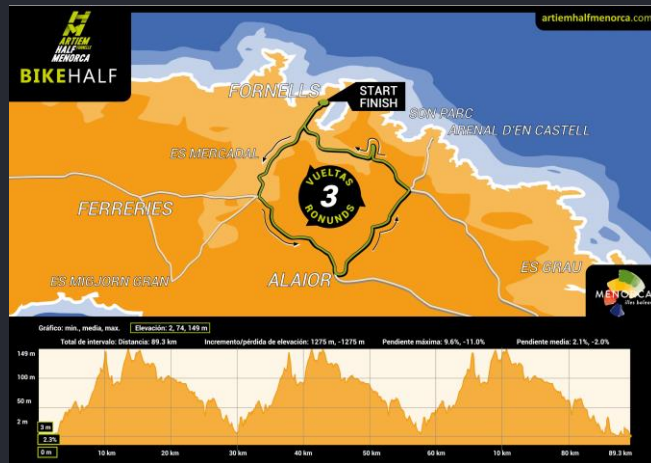 HM
ARTIEM
HALF
MENORCA
BIKEHALF
artiemhalfmenorca.com
FORNELLS
START
FINISH
SON PARC
ARENAL D'EN CASTELL
ES MERCADAL
VUELTAS
3
RONUNDS
FERRERIES
ES MIGJORN GRAN
ALAIOR
ES GRAU
MENORCA
illes balears
Gráfico: min., media, max. Elevación: 2, 74, 149 m
Total de intervalo: Distancia: 89.3 km Incremento/pérdida de elevación: 1275 m, -1275 m Pendiente máxima: 9.6%, -11.0% Pendiente media: 2.1%, -2.0%
149 m
100 m
50 m
2 m
3 m
2.3%
0 m 10 km 20 km 30 km 40 km 50 km 60 km 10 km 80 km 89.3 km